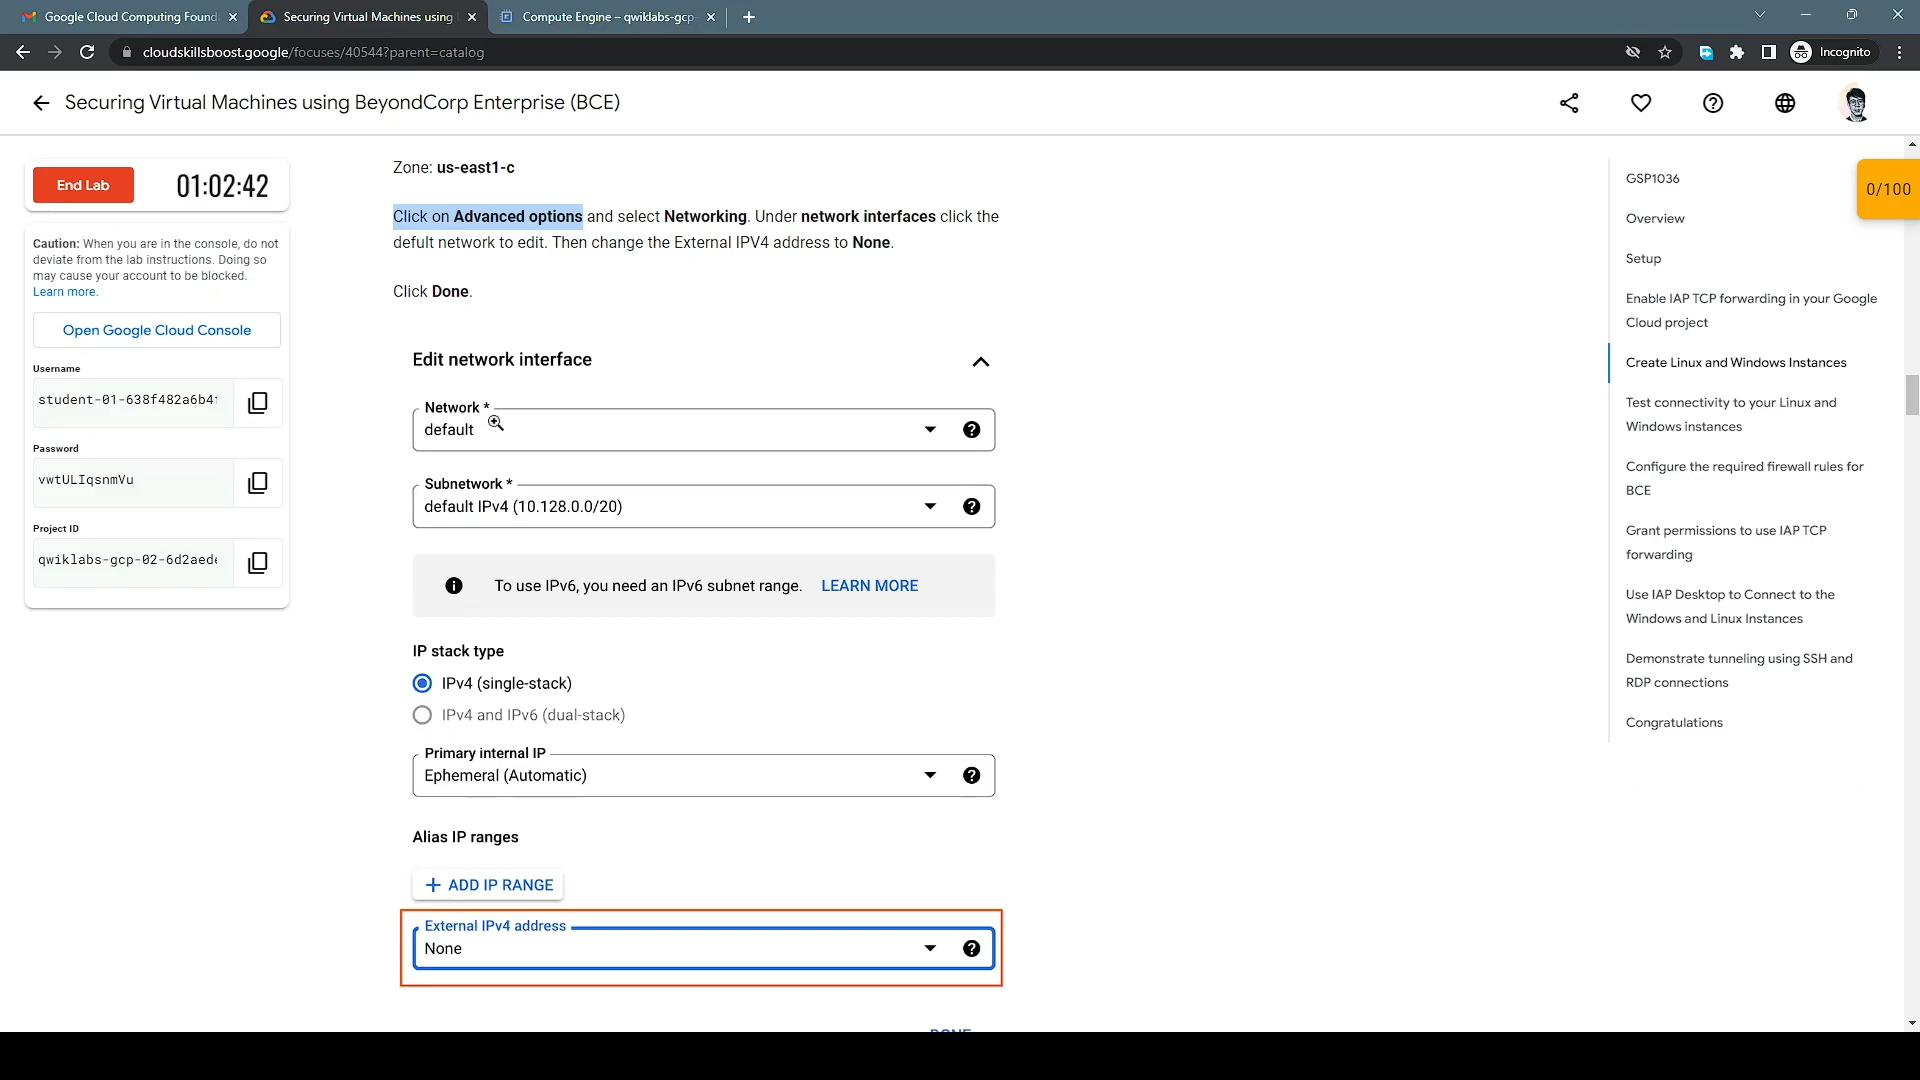 Google Cloud Computing Found
Securing Virtual Machines using
Compute Engine – qwiklabs-gcp-
cloudskillsboost.google/focuses/40544?parent=catalog
Incognito
Securing Virtual Machines using BeyondCorp Enterprise (BCE)
End Lab
01:02:42
Caution: When you are in the console, do not
deviate from the lab instructions. Doing so
may cause your account to be blocked.
Learn more.
Open Google Cloud Console
Username
student-01-638f482a6b4
Password
vwtULIqsnmVu
Project ID
qwiklabs-gcp-02-6d2aede
Zone: us-east1-c
Click on Advanced options and select Networking. Under network interfaces click the
defult network to edit. Then change the External IPV4 address to None.
Click Done.
Edit network interface
Network *
default
Subnetwork *
default IPv4 (10.128.0.0/20)
To use IPv6, you need an IPv6 subnet range. LEARN MORE
IP stack type
IPv4 (single-stack)
IPv4 and IPv6 (dual-stack)
Primary internal IP
Ephemeral (Automatic)
Alias IP ranges
+ ADD IP RANGE
External IPv4 address
None
DONE
GSP1036
Overview
Setup
Enable IAP TCP forwarding in your Google
Cloud project
Create Linux and Windows Instances
Test connectivity to your Linux and
Windows instances
Configure the required firewall rules for
BCE
Grant permissions to use IAP TCP
forwarding
Use IAP Desktop to Connect to the
Windows and Linux Instances
Demonstrate tunneling using SSH and
RDP connections
Congratulations
0/100